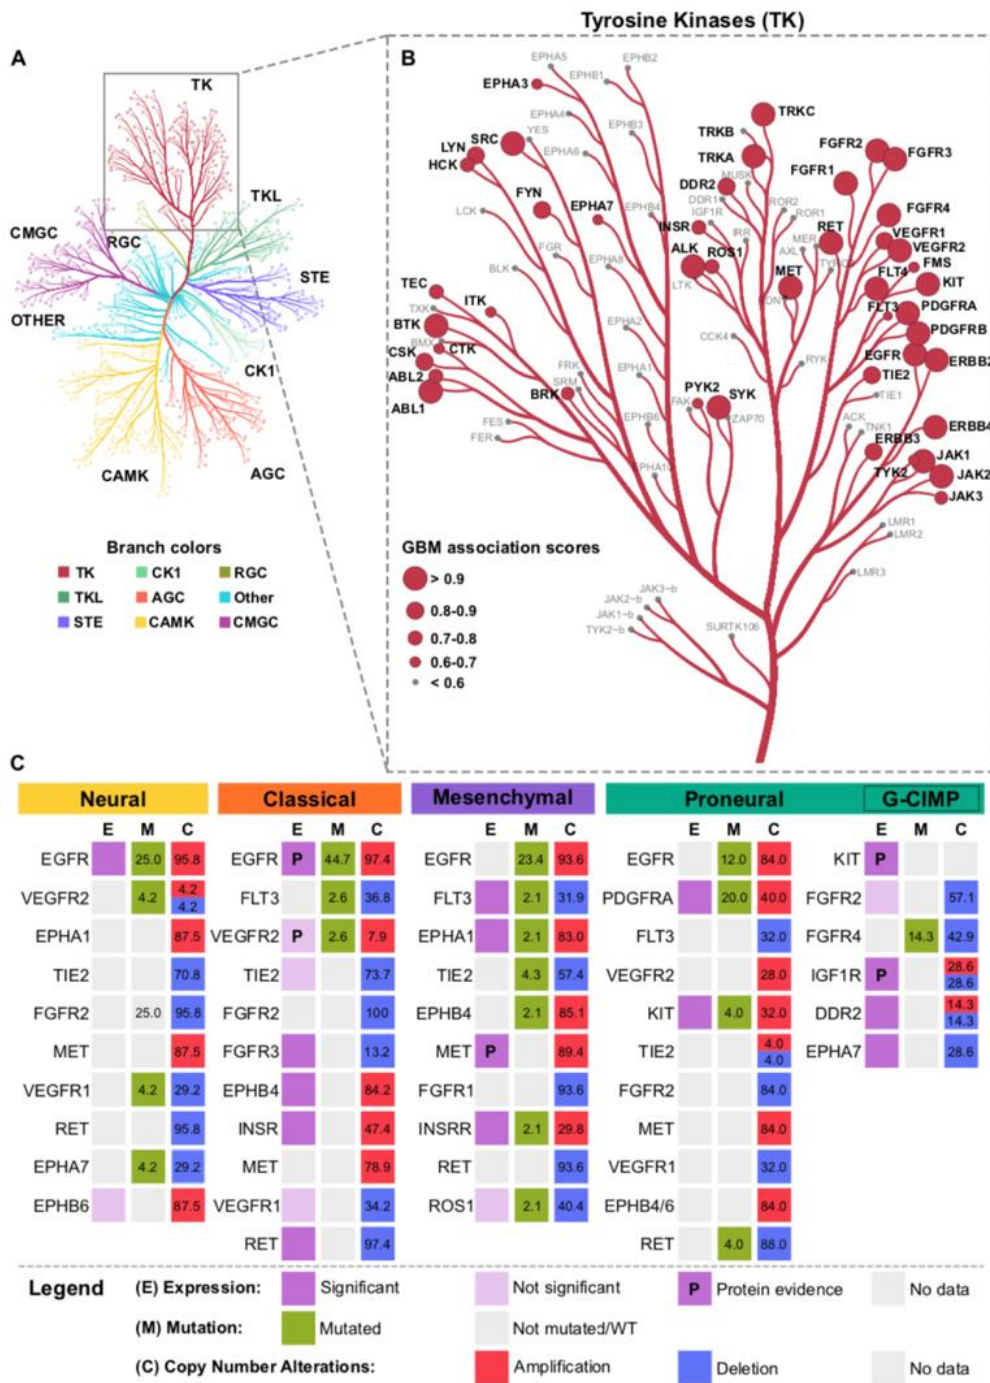 Tyrosine Kinases (TK)
A
TK
TKL
CMGC
RGC
STE
OTHER
CK1
CAMK
AGC
Branch colors
TK CK1 RGC
TKL AGC Other
STE CAMK CMGC
B
EPHA5
EPHB2
EPHA3
EPHB1
EPHA4
EPHB3
TRKC
TRKB
YES
SRC
LYN
HCK
EPHA6
TRKA
FGFR2
FGFR3
MUSK
DDR2
FGFR1
DDR1
IGF1R
ROR2
ROR1
FYN
EPHA7
EPHB4
LCK
INSR
IRR
RET
FGFR4
VEGFR1
VEGFR2
FGR
ALK
ROS1
AXL
MER
FMS
BLK
EPHA8
LTK
MET
FLT4
KIT
TEC
TXK
ITK
FLT3
PDGFRA
BTK
EPHA2
PDGFRB
BMX
CTK
CCK4
CSK
EGFR
ERBB2
ABL2
FRK
EPHA1
RYK
TIE2
ABL1
SRM
BRK
PYK2
SYK
TIE1
FAK
ZAP70
FES
FER
EPHB6
ACK
TNK1
ERBB4
ERBB3
JAK1
EPHA10
TYK2
JAK2
JAK3
LMR1
LMR2
LMR3
GBM association scores
> 0.9
0.8-0.9
0.7-0.8
0.6-0.7
< 0.6
JAK3~b
JAK2~b
JAK1~b
TYK2~b
SURTK106
C
Neural Classical Mesenchymal Proneural G-CIMP
E M C E M C E M C E M C E M C
EGFR 25.0 95.8 EGFR P 44.7 97.4 EGFR 23.4 93.6 EGFR 12.0 84.0 KIT P
VEGFR2 4.2 4.2 4.2 FLT3 2.6 36.8 FLT3 2.1 31.9 PDGFRA 20.0 40.0 FGFR2 57.1
EPHA1 87.5 VEGFR2 P 2.6 7.9 EPHA1 2.1 83.0 FLT3 32.0 FGFR4 14.3 42.9
TIE2 70.8 TIE2 73.7 TIE2 4.3 57.4 VEGFR2 28.0 IGF1R P 28.6 28.6
FGFR2 25.0 95.8 FGFR2 100 EPHB4 2.1 85.1 KIT 4.0 32.0 DDR2 14.3 14.3
MET 87.5 FGFR3 13.2 MET P 89.4 TIE2 4.0 4.0 EPHA7 28.6
VEGFR1 4.2 29.2 EPHB4 84.2 FGFR1 93.6 FGFR2 84.0
RET 95.8 INSR 47.4 INSRR 2.1 29.8 MET 84.0
EPHA7 4.2 29.2 MET 78.9 RET 93.6 VEGFR1 32.0
EPHB6 87.5 VEGFR1 34.2 ROS1 2.1 40.4 EPHB4/6 84.0
RET 97.4 RET 4.0 88.0
Legend (E) Expression: Significant Not significant P Protein evidence No data
(M) Mutation: Mutated Not mutated/WT
(C) Copy Number Alterations: Amplification Deletion No data